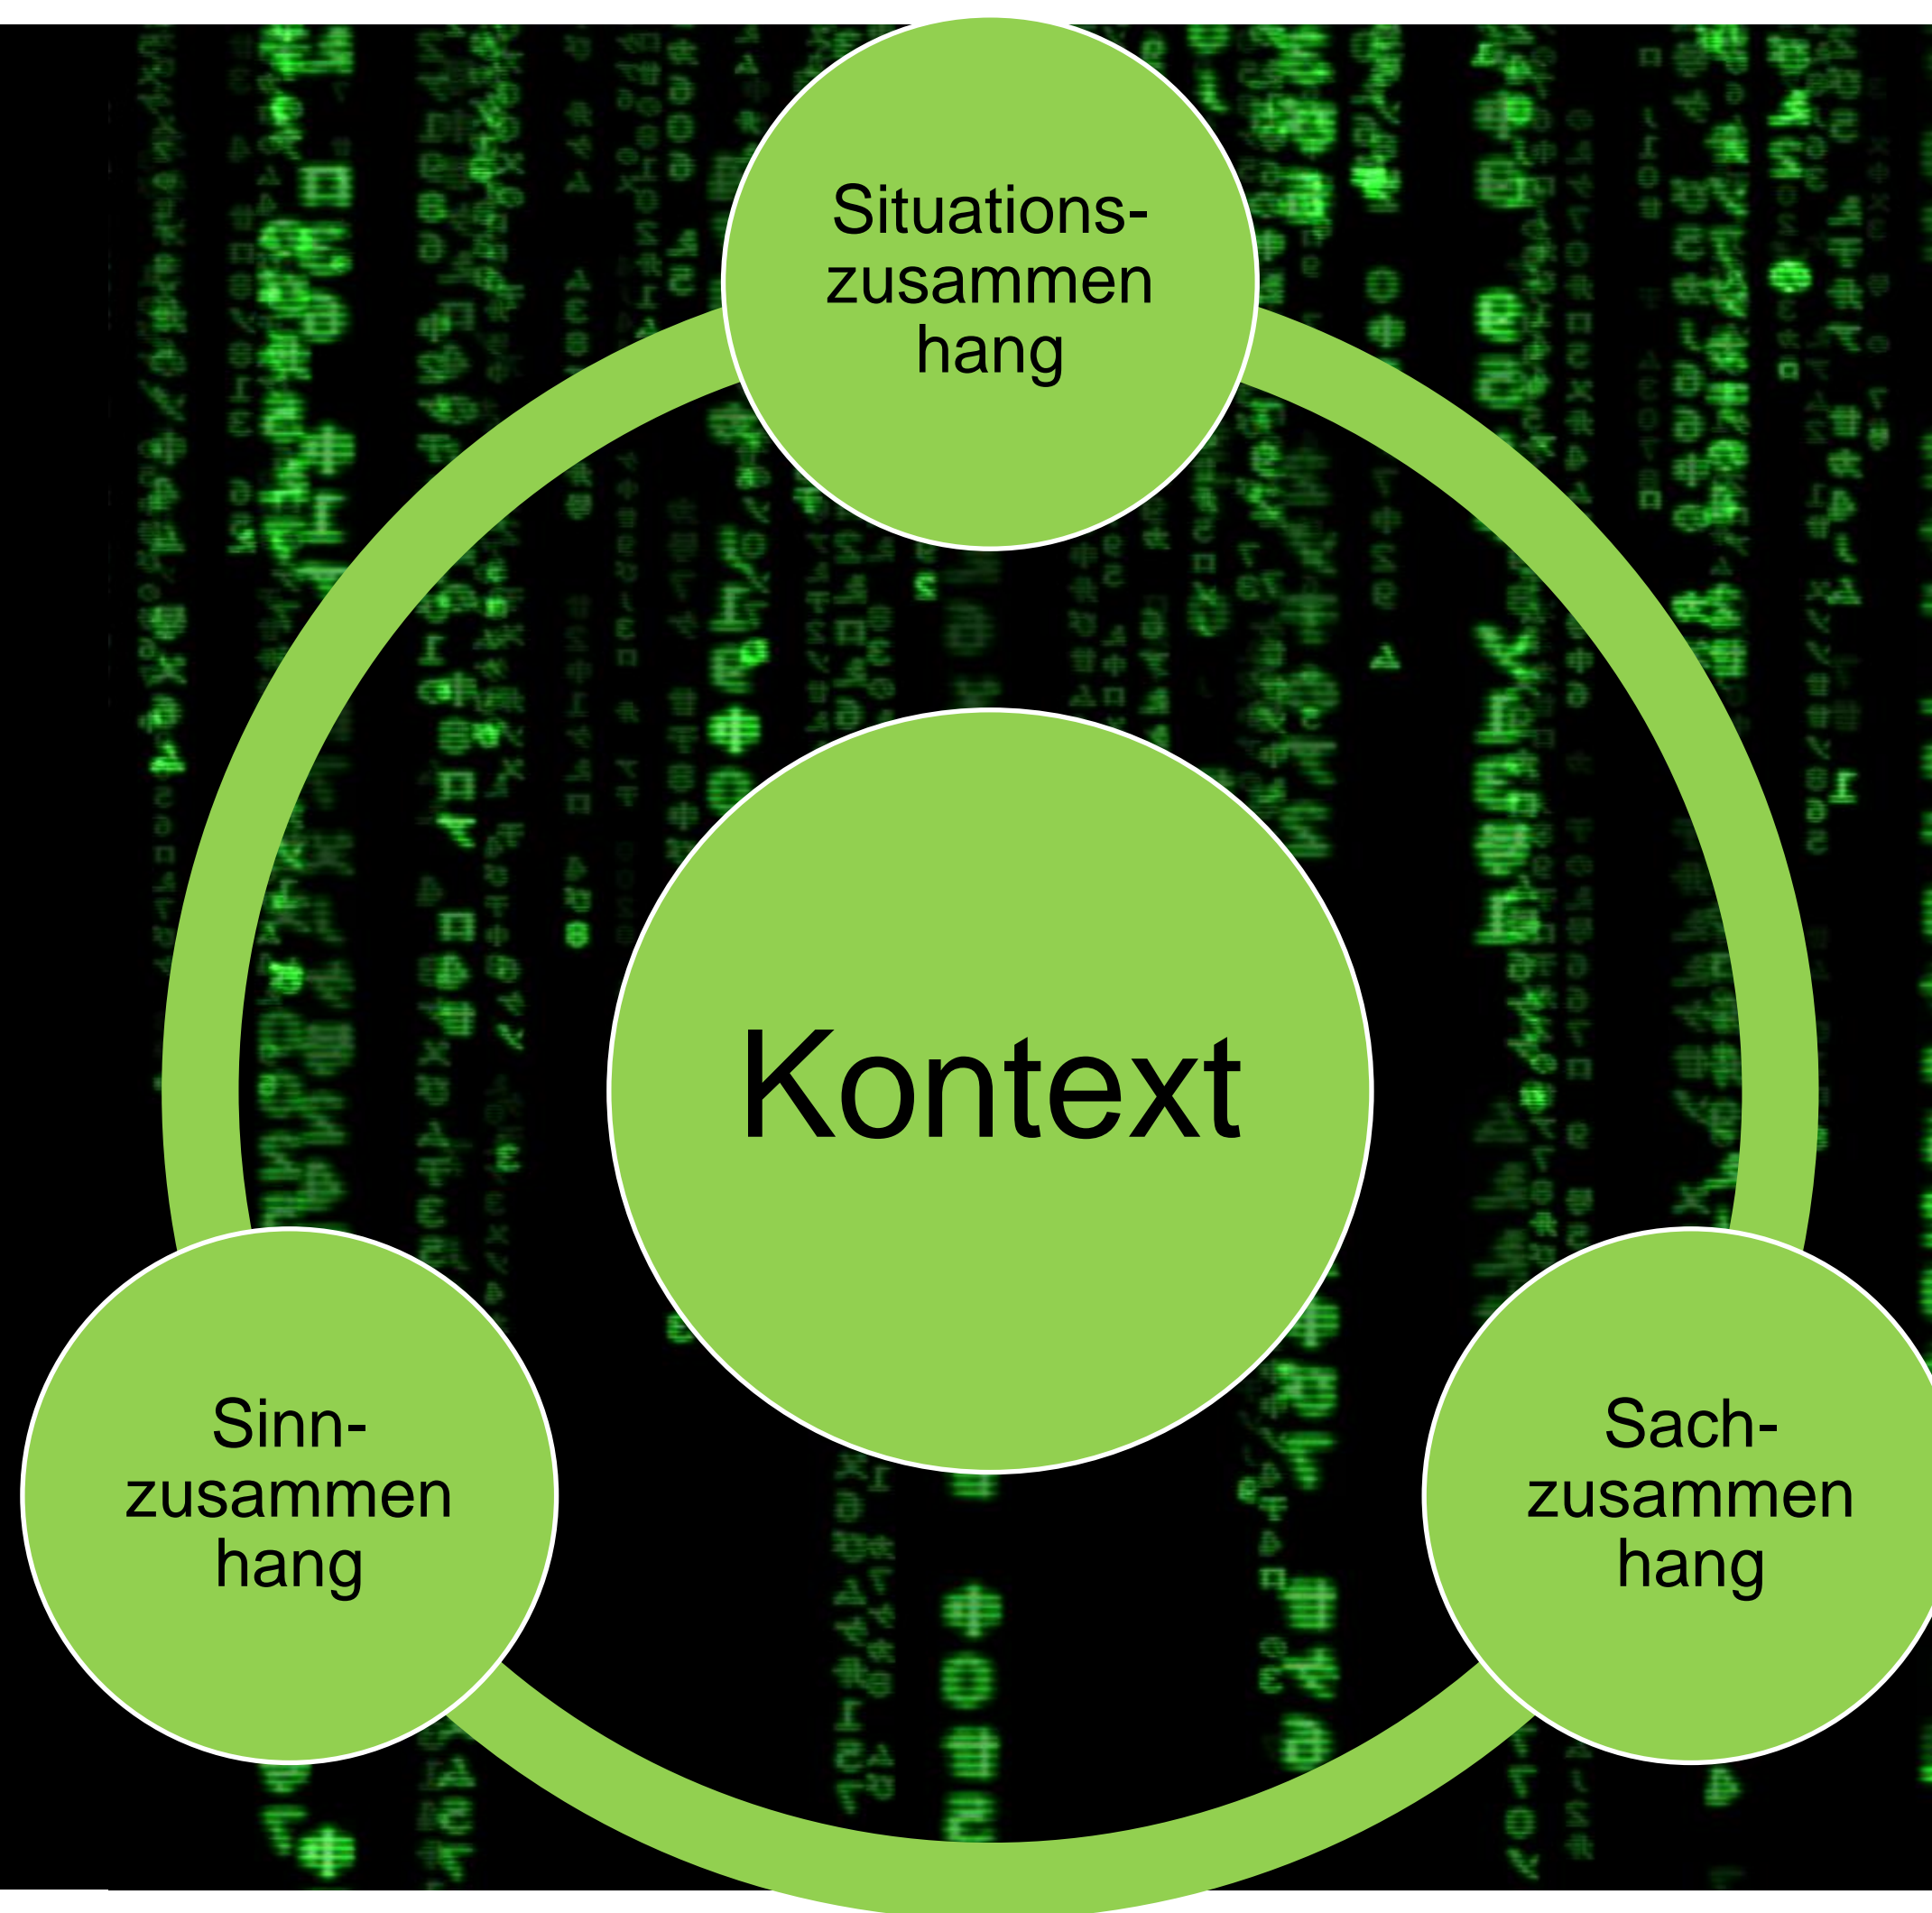 Situations-
zusammen
hang
Kontext
Sinn-
zusammen
hang
Sach-
zusammen
hang